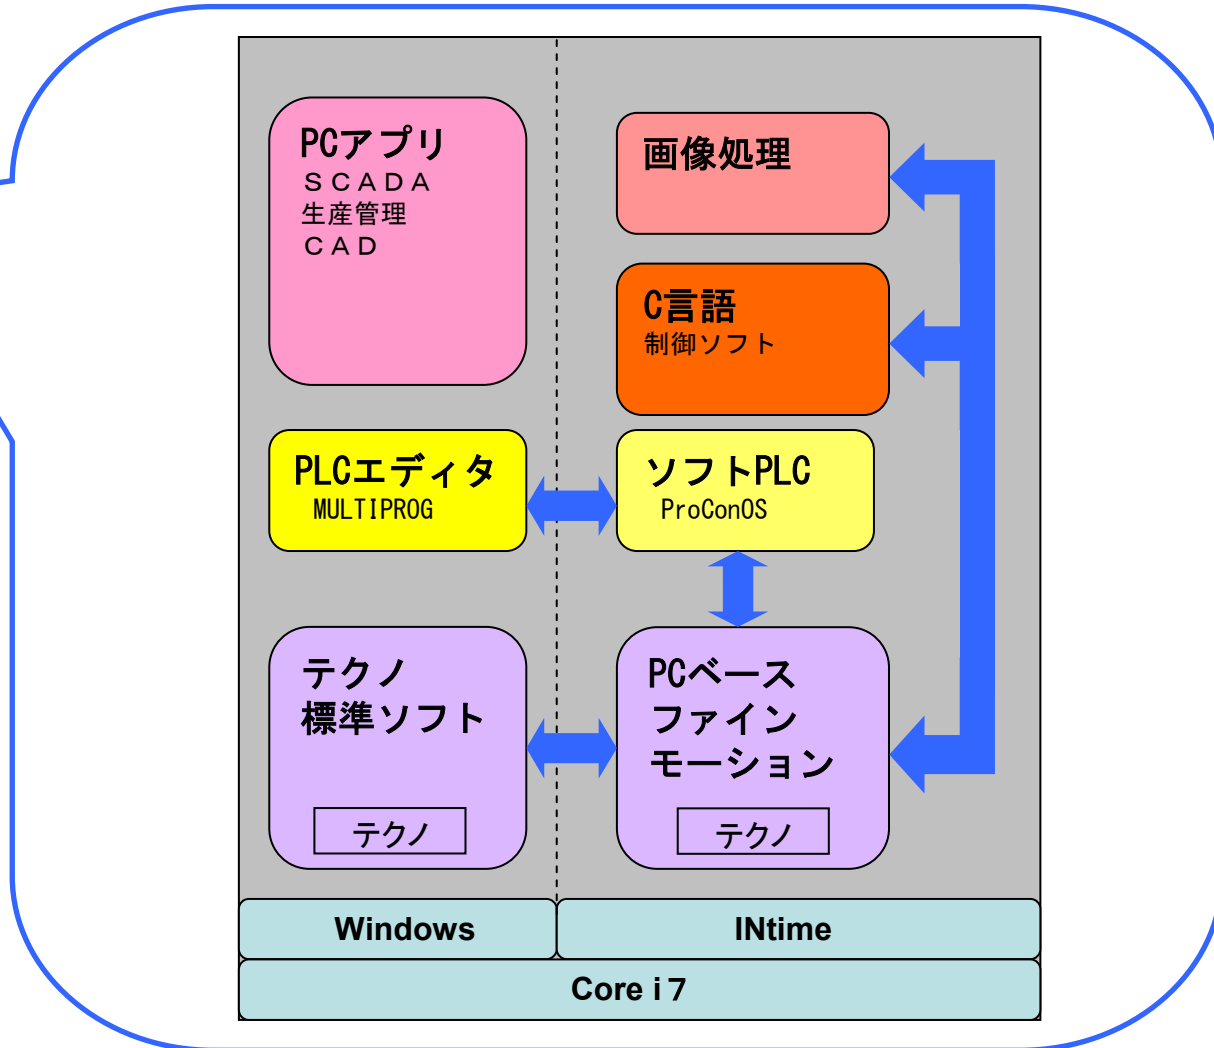 PCアプリ
ＳＣＡＤＡ
生産管理
ＣＡＤ
画像処理
C言語
制御ソフト
PLCエディタ
MULTIPROG
ソフトPLC
ProConOS
テクノ
標準ソフト
テクノ
PCベース
ファイン
モーション
テクノ
Windows
INtime
Core i７